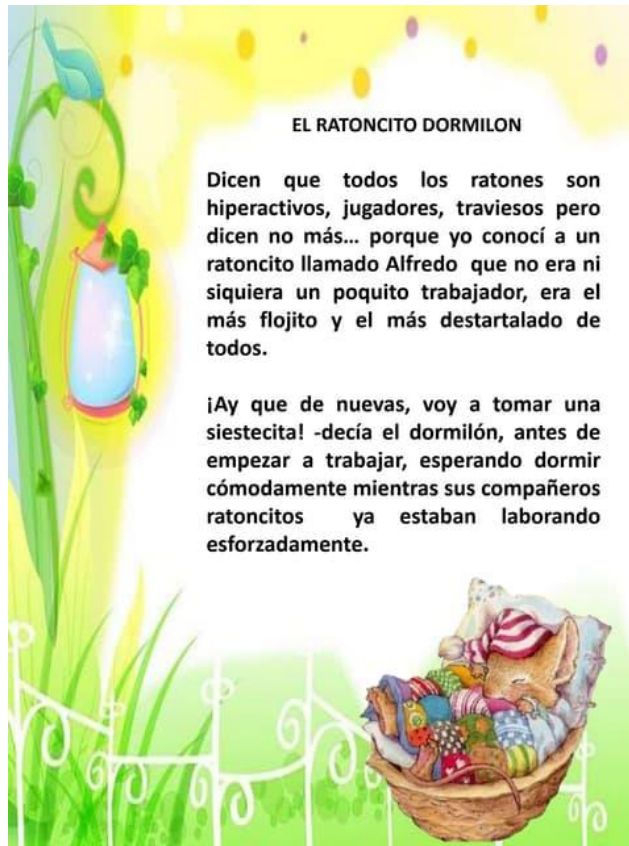 EL RATONCITO DORMILON
Dicen que todos los ratones son
hiperactivos, jugadores, traviesos pero
dicen no más... porque yo conocí a un
ratoncito llamado Alfredo que no era ni
siquiera un poquito trabajador, era el
más flojito y el más destartalado de
todos.
¡Ay que de nuevas, voy a tomar una
siestecita! -decía el dormilón, antes de
empezar a trabajar, esperando dormir
cómodamente mientras sus compañeros
ratoncitos ya estaban laborando
esforzadamente.